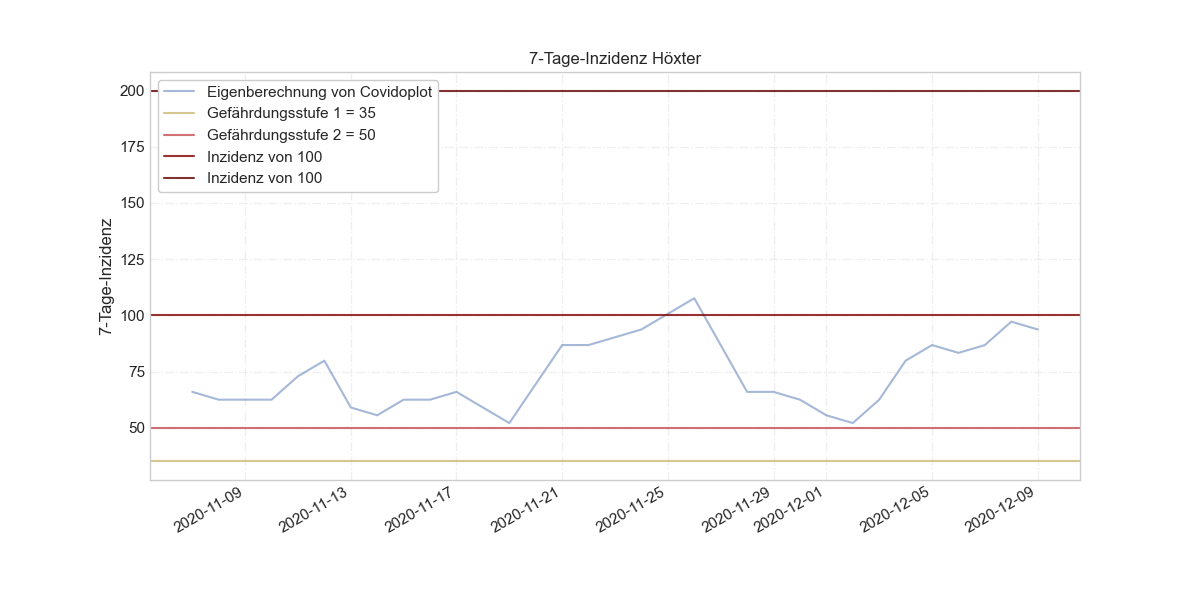 7-Tage-Inzidenz Höxter
Eigenberechnung von Covidoplot
Gefährdungsstufe 1 = 35
Gefährdungsstufe 2 = 50
Inzidenz von 100
Inzidenz von 100
7-Tage-Inzidenz
200
175
150
125
100
75
50
2020-11-09
2020-11-13
2020-11-17
2020-11-21
2020-11-25
2020-11-29
2020-12-01
2020-12-05
2020-12-09